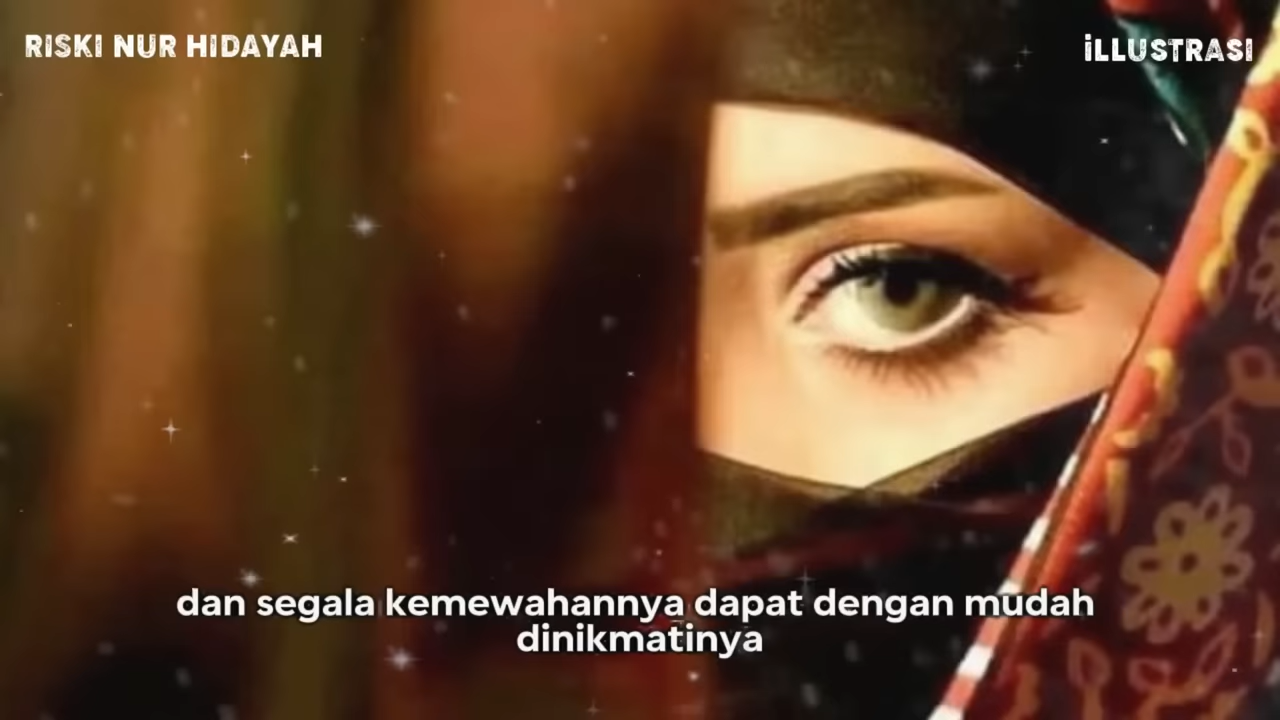 RISKI NUR HIDAYAH
İLLUSTRASI
dan segala kemewahannya dapat dengan mudah
dinikmatinya